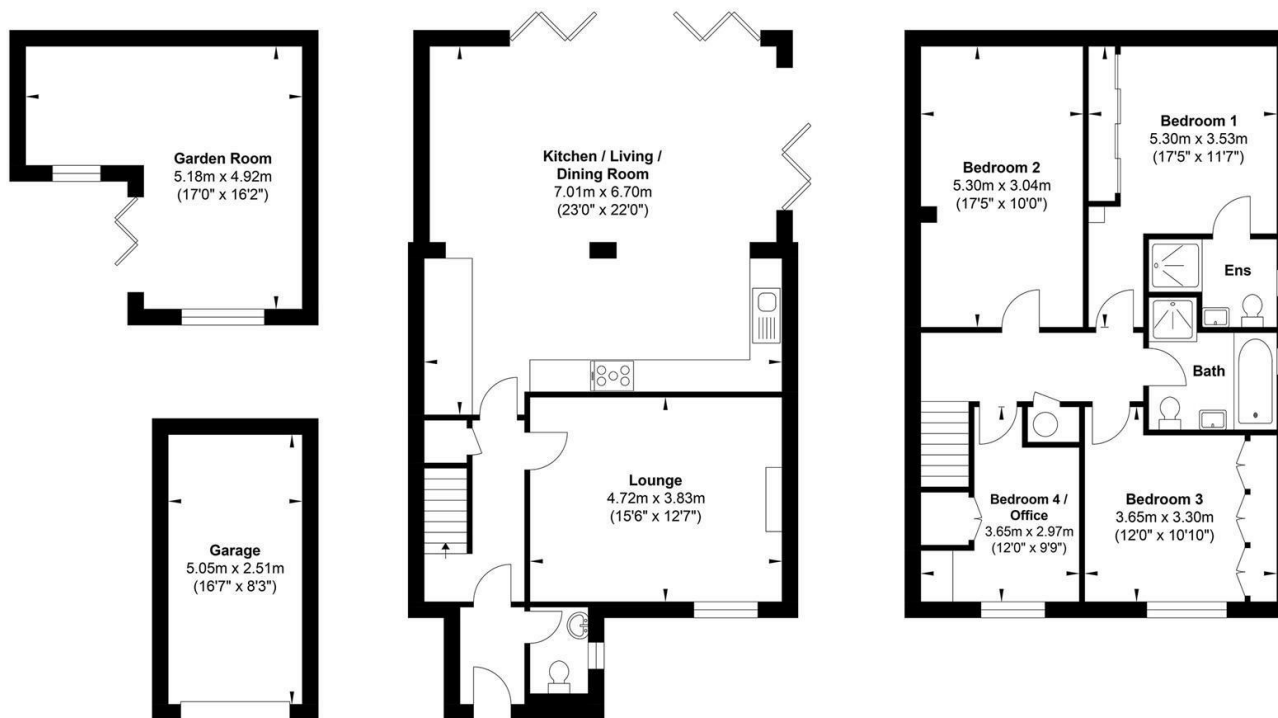 Garden Room
5.18m x 4.92m
(17'0" x 16'2")
Kitchen / Living /
Dining Room
7.01m x 6.70m
(23'0" x 22'0")
Bedroom 2
5.30m x 3.04m
(17'5" x 10'0")
Bedroom 1
5.30m x 3.53m
(17'5" x 11'7")
Ens
Bath
Garage
5.05m x 2.51m
(16'7" x 8'3")
Lounge
4.72m x 3.83m
(15'6" x 12'7")
Bedroom 4 /
Office
3.65m x 2.97m
(12'0" x 9'9")
Bedroom 3
3.65m x 3.30m
(12'0" x 10'10")